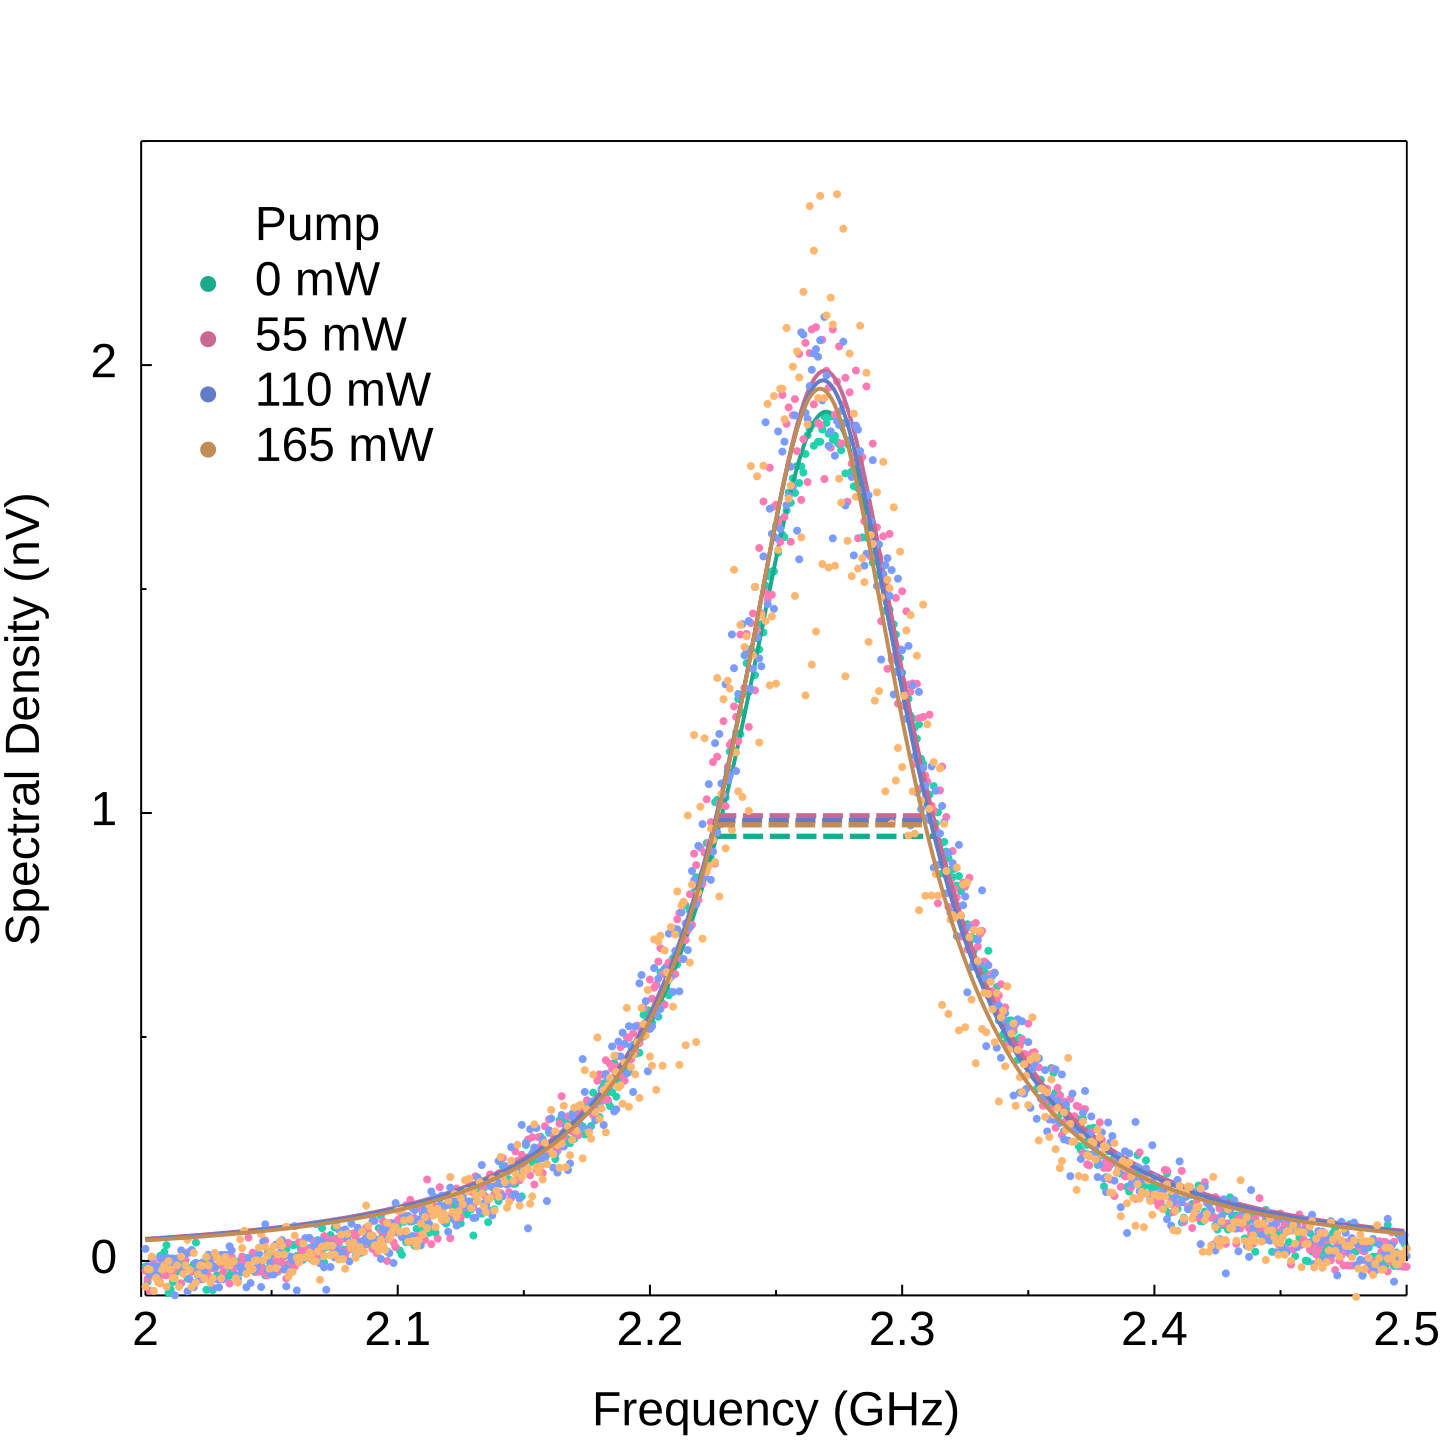 Pump
0 mW
55 mW
110 mW
165 mW
Spectral Density (nV)
2
1
0
2 2.1 2.2 2.3 2.4 2.5
Frequency (GHz)